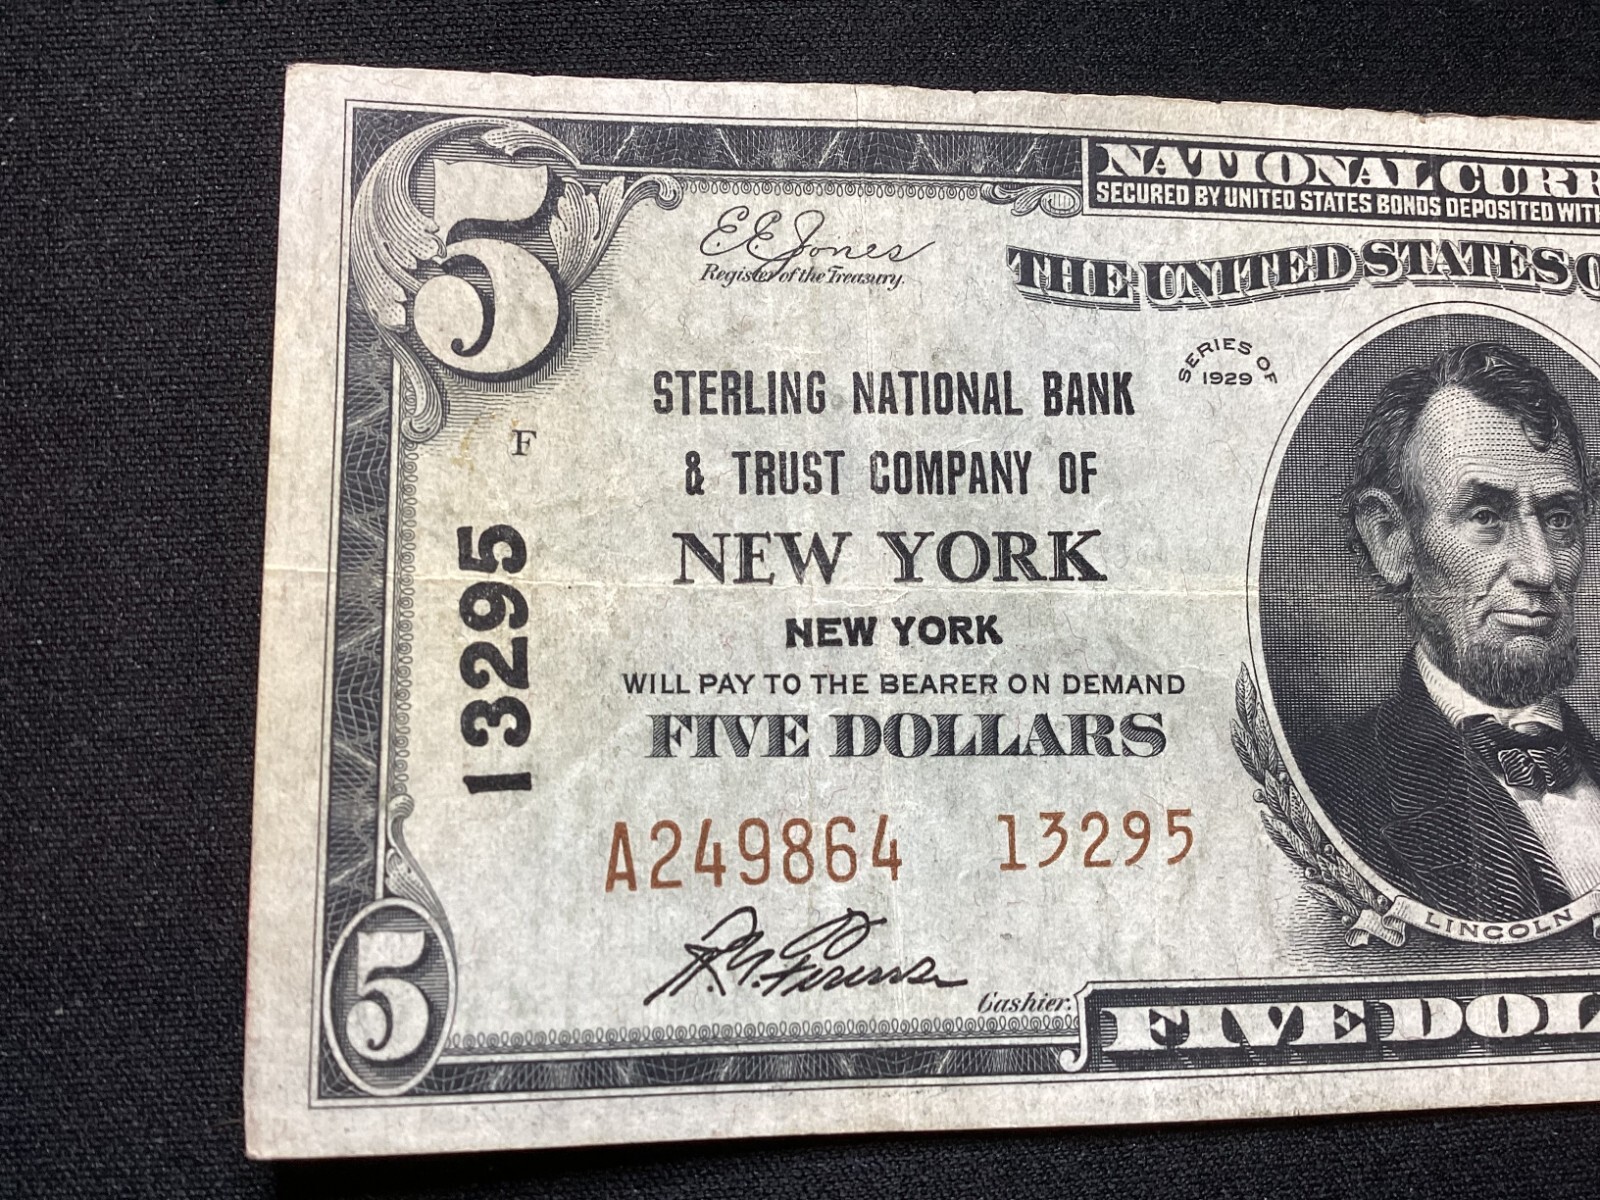 5
NATIONAL CURR
SECURED BY UNITED STATES BONDS DEPOSITED WITH
E.E. Jones
Register of the Treasury.
THE UNITED STATES O
SERIES OF
1929
STERLING NATIONAL BANK
& TRUST COMPANY OF
F
NEW YORK
NEW YORK
13295
WILL PAY TO THE BEARER ON DEMAND
FIVE DOLLARS
A249864 13295
LINCOLN
Cashier.
5
FIVE DOL